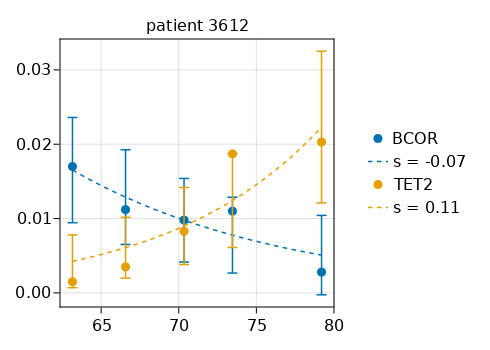 patient 3612
0.03
0.02
0.01
0.00
65
70
75
80
BCOR
s = -0.07
TET2
s = 0.11